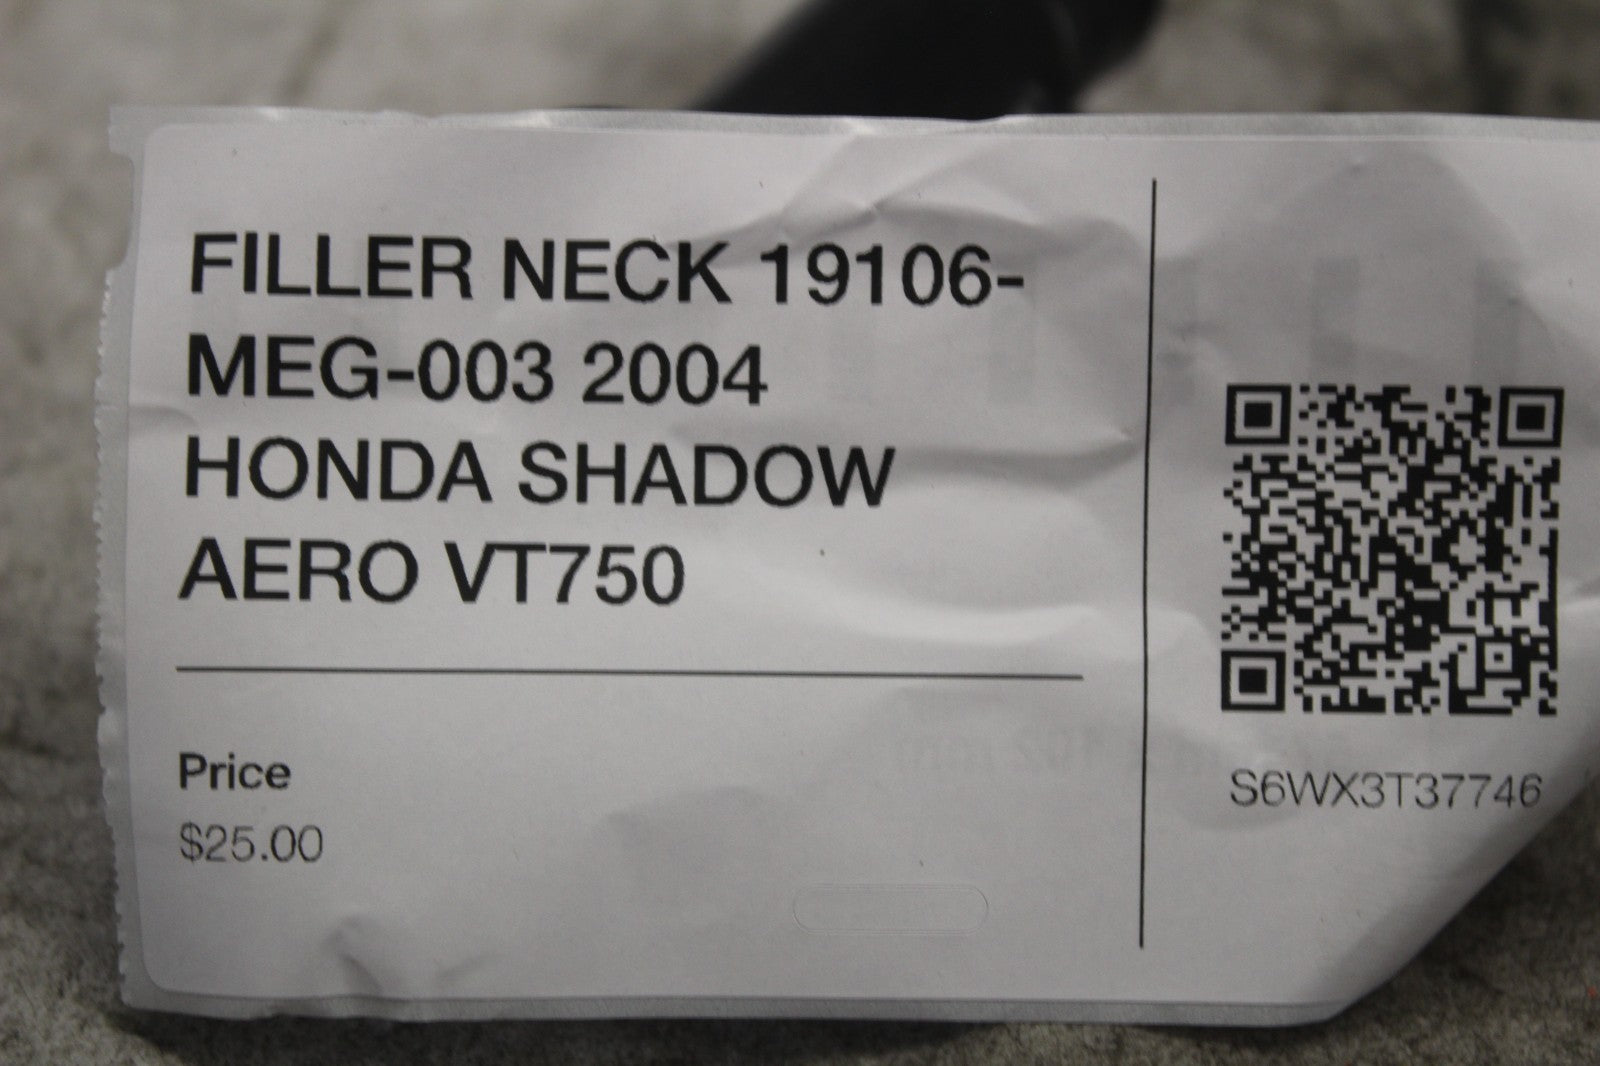 FILLER NECK 19106-
MEG-003 2004
HONDA SHADOW
AERO VT750
Price
$25.00
S6WX3T37746